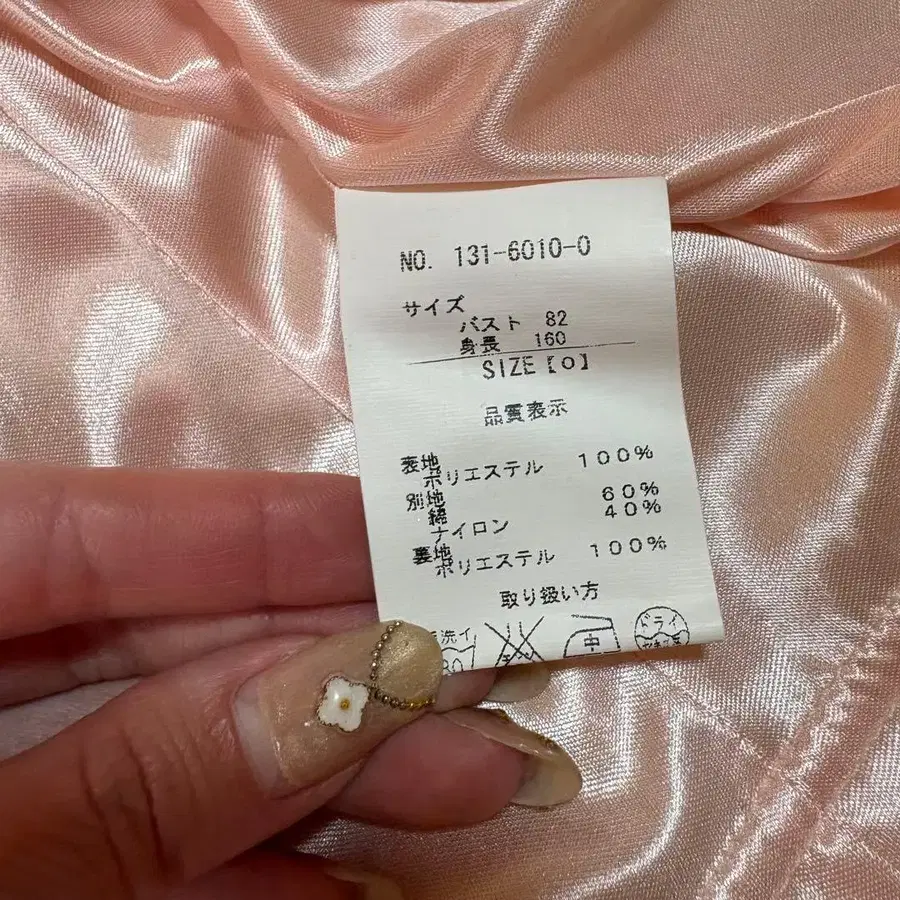 NO. 131-6010-0
サイズ
バスト 82
身長 160
SIZE【0】
品質表示
表地
ポリエステル 100%
別地
綿 60%
ナイロン 40%
裏地
ポリエステル 100%
取り扱い方
中
ドライ